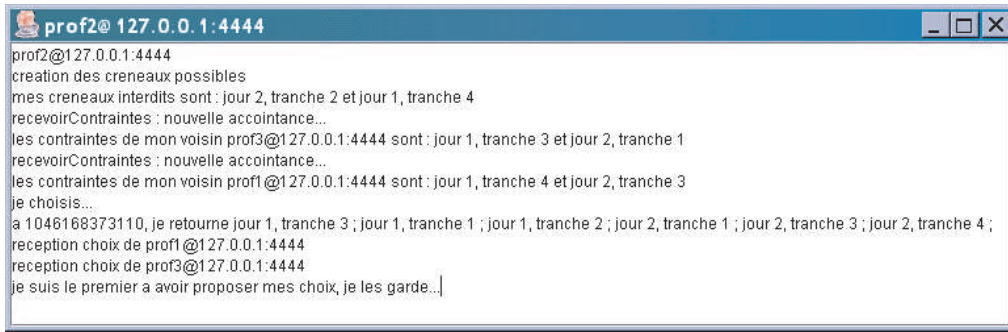 prof2@ 127.0.0.1:4444
prof2@127.0.0.1:4444
creation des creneaux possibles
mes creneaux interdits sont : jour 2, tranche 2 et jour 1, tranche 4
recevoirContraintes : nouvelle accointance...
les contraintes de mon voisin prof3@127.0.0.1:4444 sont : jour 1, tranche 3 et jour 2, tranche 1
recevoirContraintes : nouvelle accointance...
les contraintes de mon voisin prof1@127.0.0.1:4444 sont : jour 1, tranche 4 et jour 2, tranche 3
je choisis...
a 1046168373110, je retourne jour 1, tranche 3 ; jour 1, tranche 1 ; jour 1, tranche 2 ; jour 2, tranche 1 ; jour 2, tranche 3 ; jour 2, tranche 4 ;
reception choix de prof1@127.0.0.1:4444
reception choix de prof3@127.0.0.1:4444
je suis le premier a avoir proposer mes choix, je les garde...